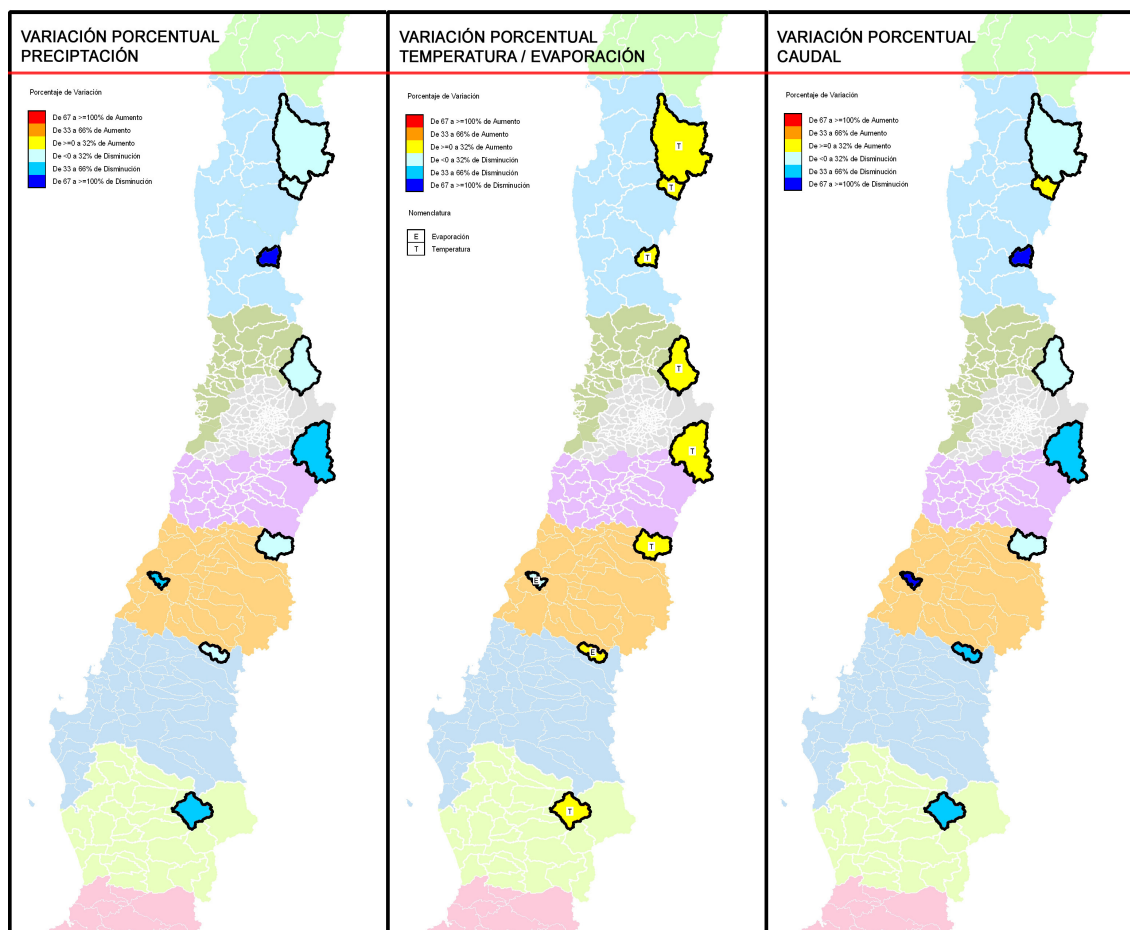 VARIACIÓN PORCENTUAL
PRECIPTACIÓN
Porcentaje de Variación
De 67 a >=100% de Aumento
De 33 a 66% de Aumento
De >=0 a 32% de Aumento
De <0 a 32% de Disminución
De 33 a 66% de Disminución
De 67 a >=100% de Disminución
VARIACIÓN PORCENTUAL
TEMPERATURA / EVAPORACIÓN
Porcentaje de Variación
De 67 a >=100% de Aumento
De 33 a 66% de Aumento
De >=0 a 32% de Aumento
De <0 a 32% de Disminución
De 33 a 66% de Disminución
De 67 a >=100% de Disminución
Nomenclatura
E Evaporación
T Temperatura
T
T
T
T
T
T
E
E
T
VARIACIÓN PORCENTUAL
CAUDAL
Porcentaje de Variación
De 67 a >=100% de Aumento
De 33 a 66% de Aumento
De >=0 a 32% de Aumento
De <0 a 32% de Disminución
De 33 a 66% de Disminución
De 67 a >=100% de Disminución